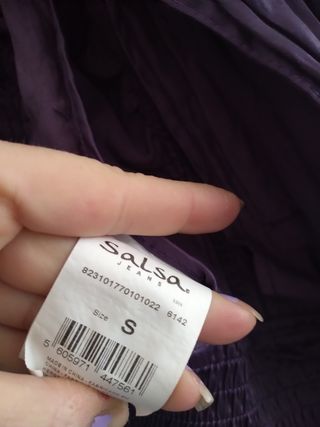 Salsa
JEANS
823101770101022 6142
Size S
5 605971 447561
MADE IN CHINA